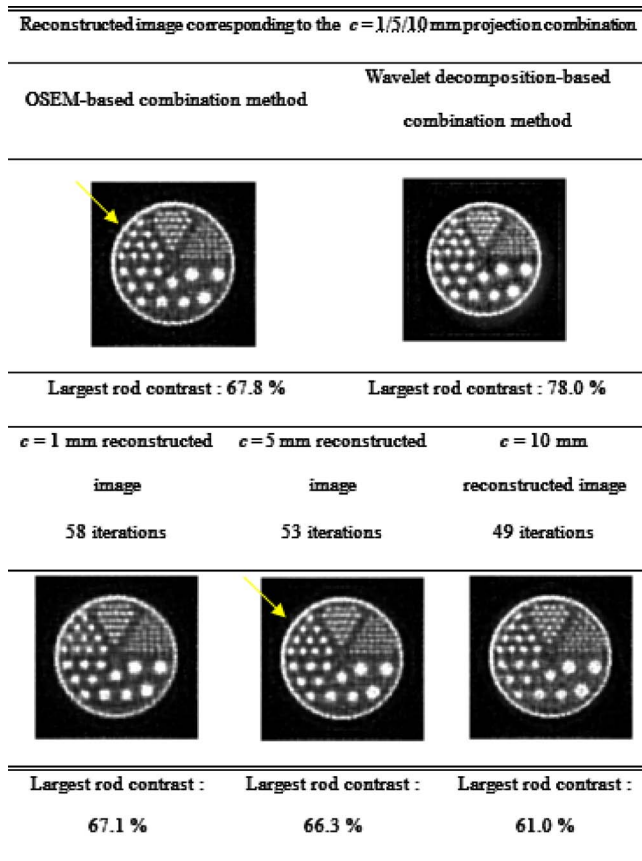 Reconstructed image corresponding to the c = 1/5/10 mm projection combination
OSEM-based combination method
Wavelet decomposition-based
combination method
Largest rod contrast : 67.8 %
Largest rod contrast : 78.0 %
c = 1 mm reconstructed
image
58 iterations
c = 5 mm reconstructed
image
53 iterations
c = 10 mm
reconstructed image
49 iterations
Largest rod contrast :
67.1 %
Largest rod contrast :
66.3 %
Largest rod contrast :
61.0 %